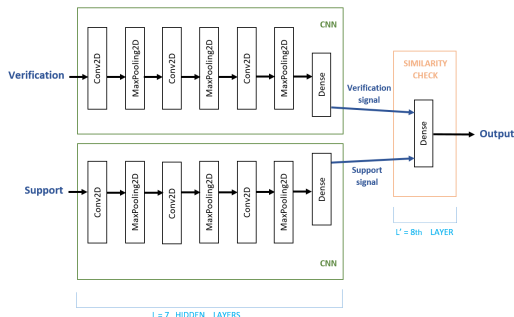 CNN
Verification
Conv2D
MaxPooling2D
Conv2D
MaxPooling2D
Conv2D
MaxPooling2D
Dense
Verification
signal
SIMILARITY
CHECK
Dense
Output
Support
Conv2D
MaxPooling2D
Conv2D
MaxPooling2D
Conv2D
MaxPooling2D
Dense
Support
signal
CNN
L' = 8th LAYER
L = 7 HIDDEN LAYERS